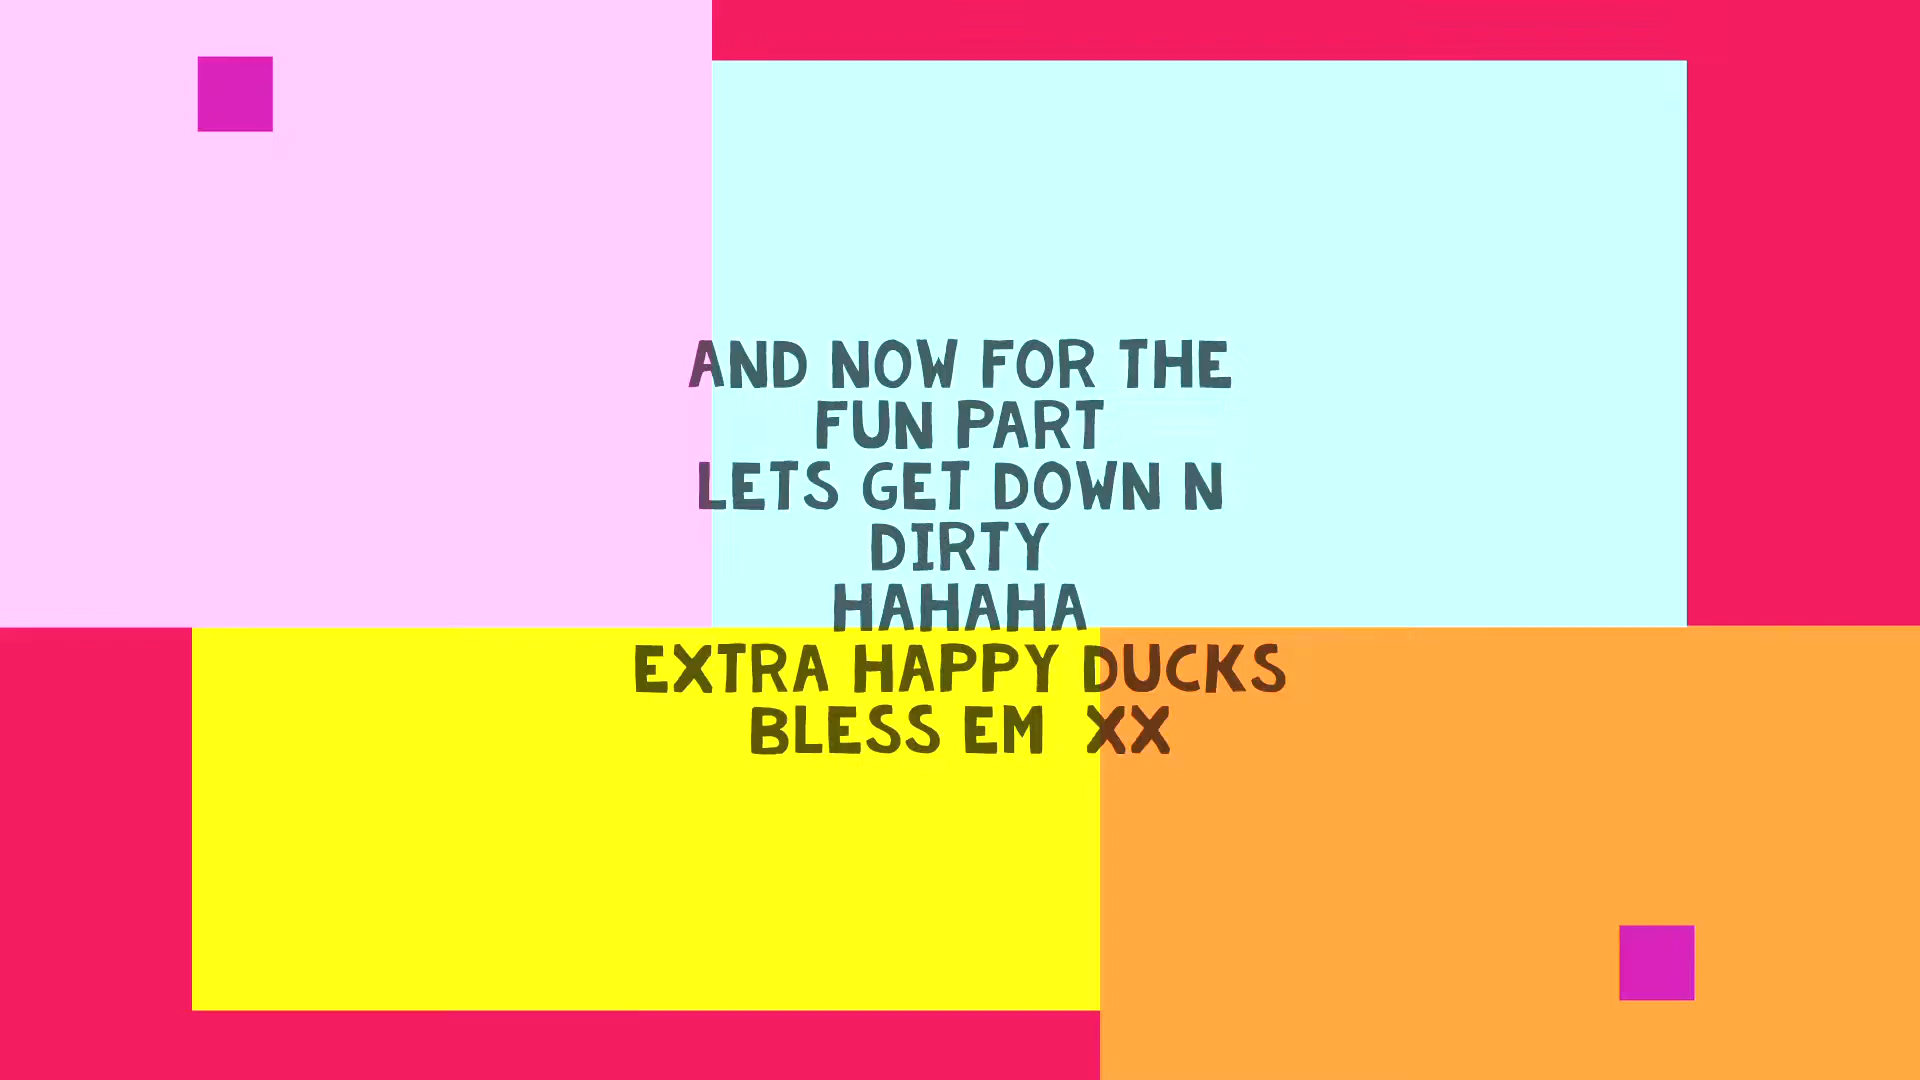 AND NOW FOR THE
FUN PART
LETS GET DOWN N
DIRTY
HAHAHA
EXTRA HAPPY DUCKS
BLESS EM  XX